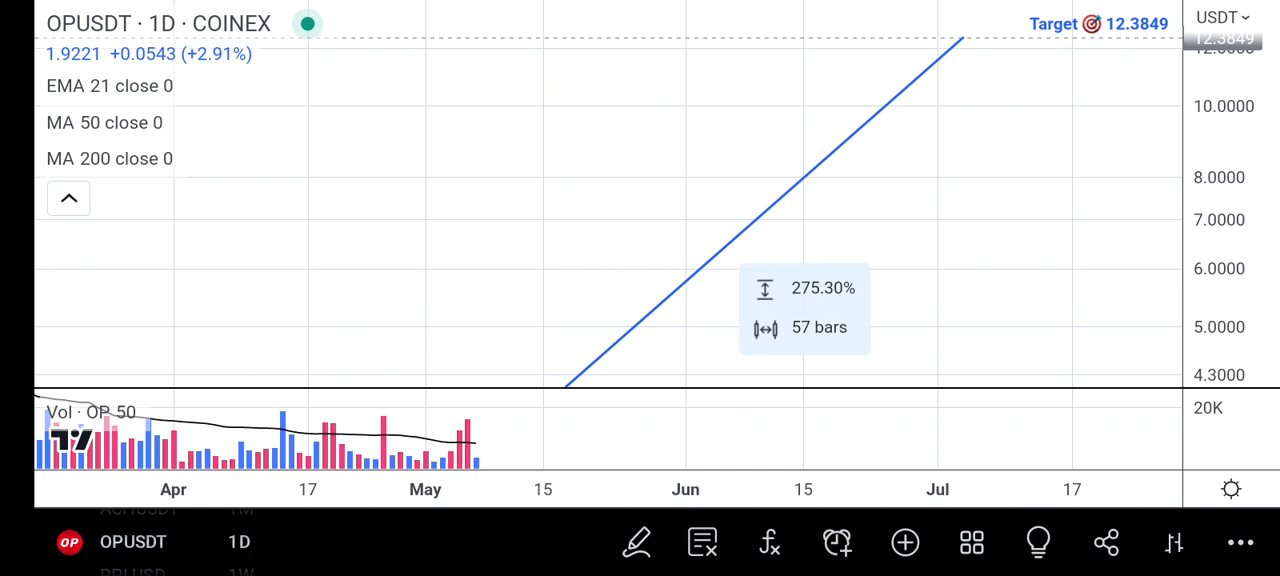 OPUSDT · 1D · COINEX
Target 🎯 12.3849
USDT
1.9221 +0.0543 (+2.91%)
12.3849
EMA 21 close 0
MA 50 close 0
MA 200 close 0
10.0000
8.0000
7.0000
6.0000
5.0000
4.3000
275.30%
57 bars
Vol · OP 50
20K
Apr 17 May 15 Jun 15 Jul 17
OP OPUSDT 1D